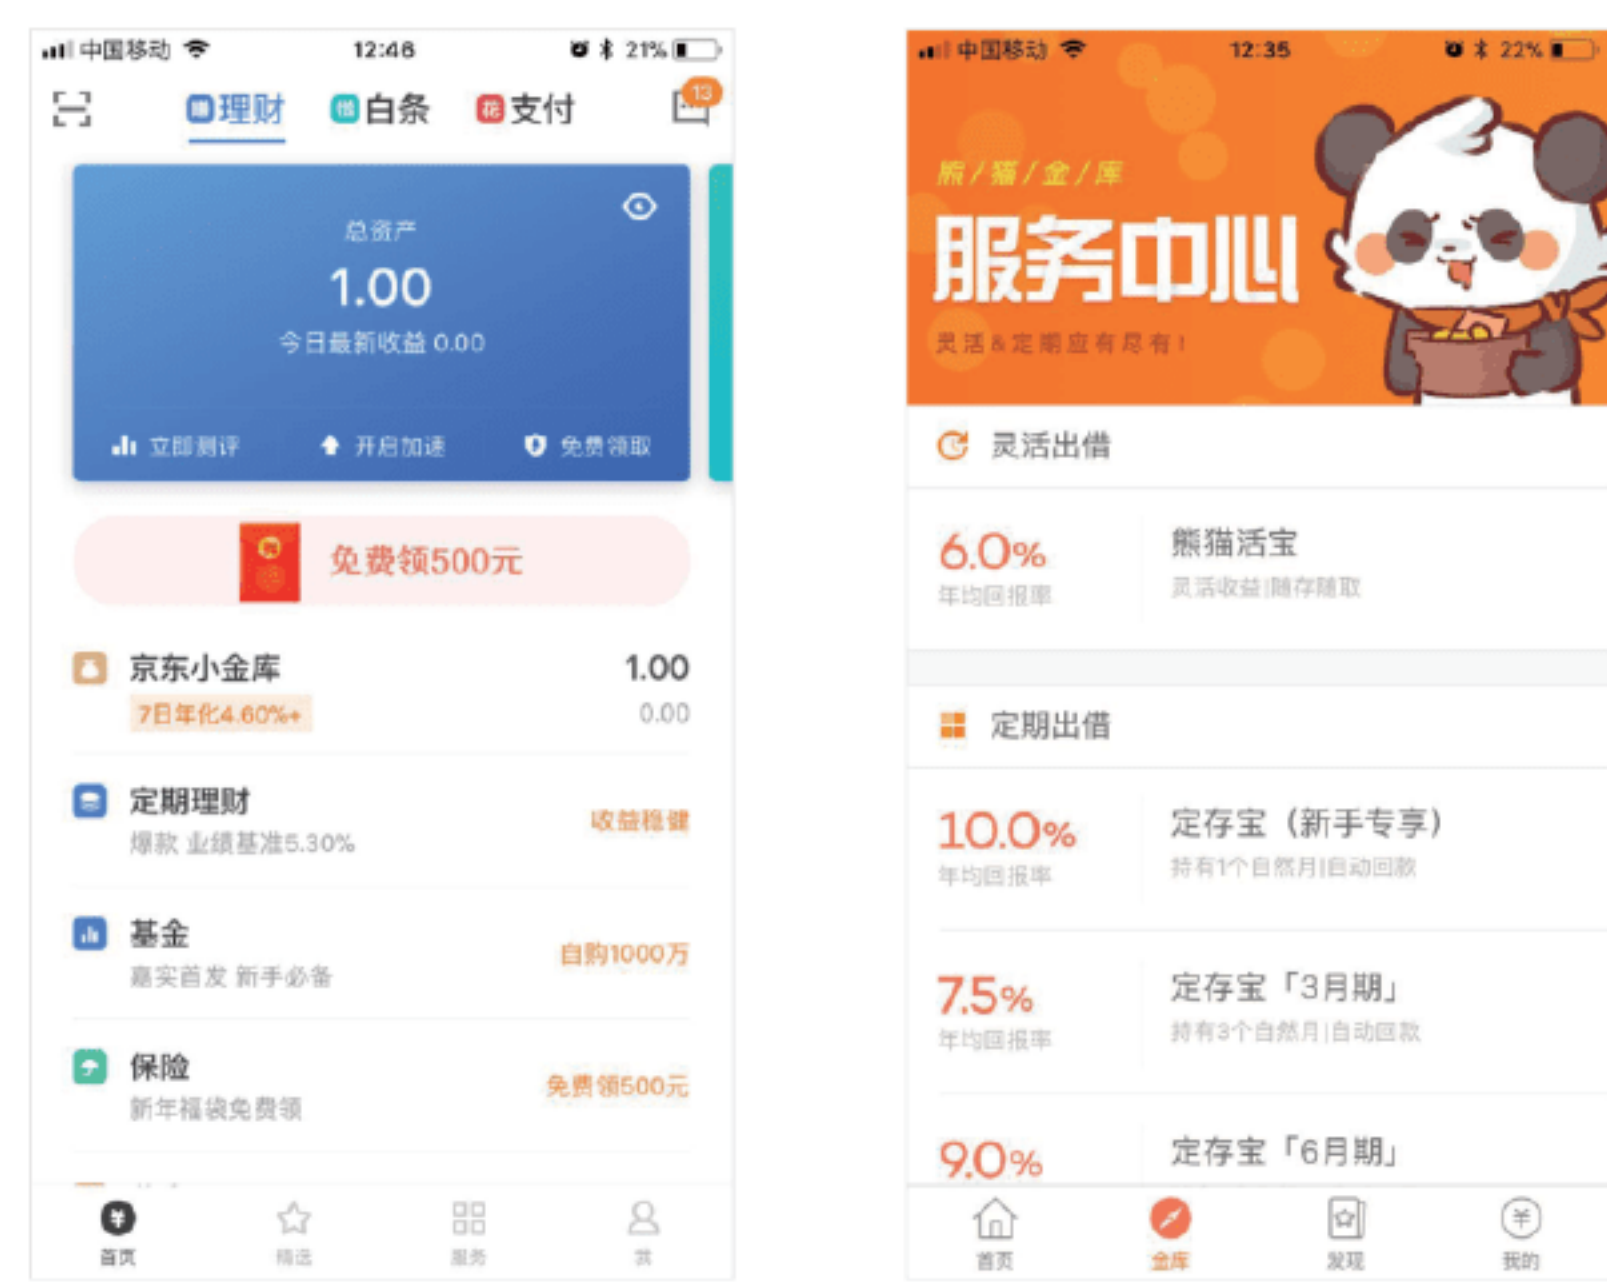 中国移动 12:46 21%
理财 白条 支付 13
总资产
1.00
今日最新收益 0.00
立即测评 开启加速 免费领取
免费领500元
京东小金库 1.00
7日年化4.60%+ 0.00
定期理财
收益稳健
爆款 业绩基准5.30%
基金
自购1000万
嘉实首发 新手必备
保险
免费领500元
新年福袋免费领
首页 精选 服务 我
中国移动 12:35 22%
熊/猫/金/库
服务中心
灵活&定期应有尽有!
灵活出借
6.0% 熊猫活宝
年均回报率 灵活收益|随存随取
定期出借
10.0% 定存宝（新手专享）
年均回报率 持有1个自然月|自动回款
7.5% 定存宝「3月期」
年均回报率 持有3个自然月|自动回款
9.0% 定存宝「6月期」
首页 金库 发现 我的